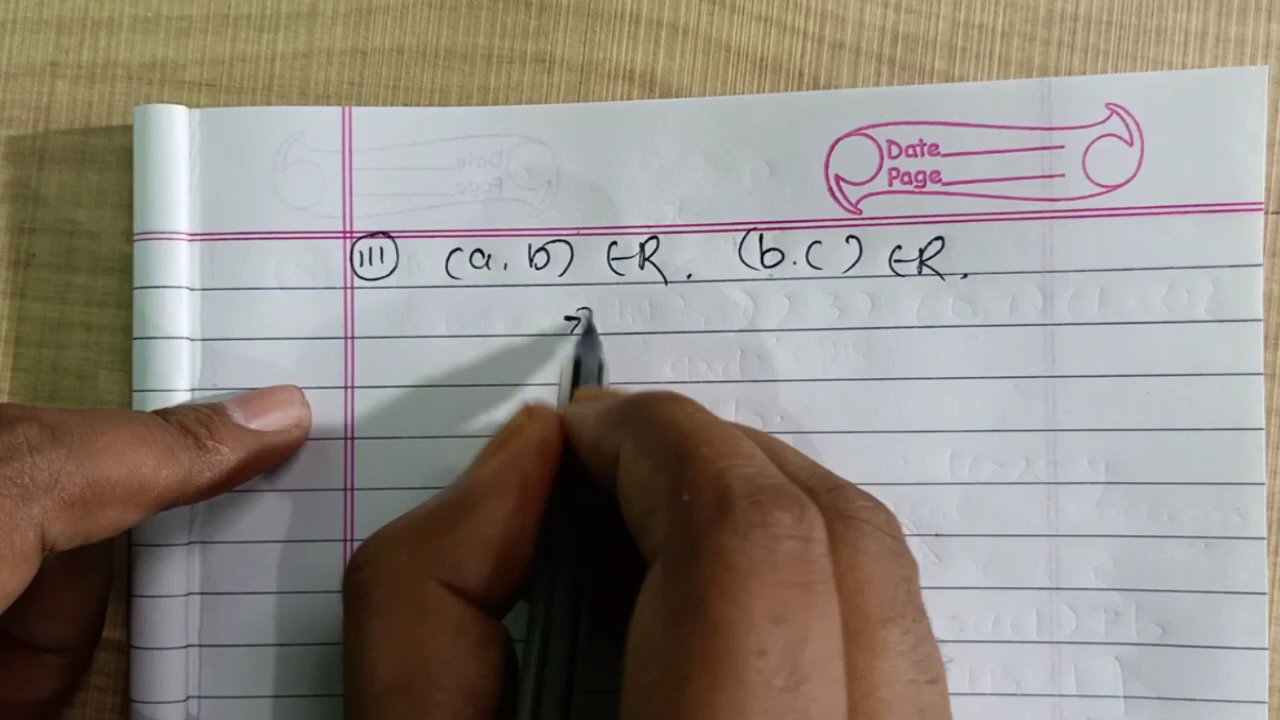 Date
Page
(III) (a, b) ∈R, (b.c) ∈R.